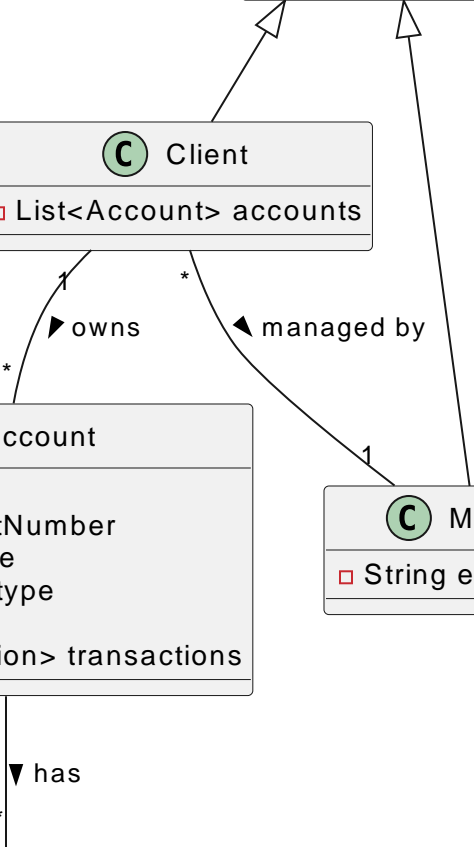 C Client
List<Account> accounts
1
*
owns
managed by
*
ccount
1
tNumber
C M
e
String e
type
ion> transactions
has
*